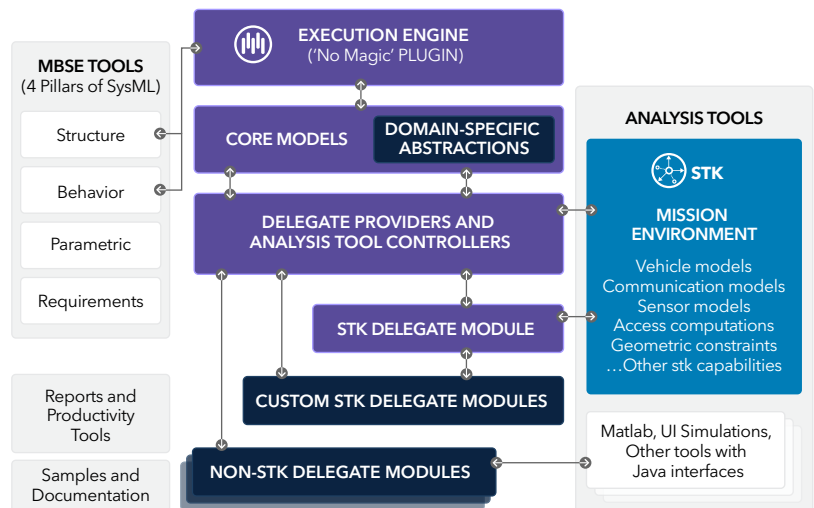 EXECUTION ENGINE
('No Magic' PLUGIN)
MBSE TOOLS
(4 Pillars of SysML)
Structure
Behavior
Parametric
Requirements
Reports and
Productivity
Tools
Samples and
Documentation
CORE MODELS
DOMAIN-SPECIFIC
ABSTRACTIONS
DELEGATE PROVIDERS AND
ANALYSIS TOOL CONTROLLERS
STK DELEGATE MODULE
CUSTOM STK DELEGATE MODULES
NON-STK DELEGATE MODULES
ANALYSIS TOOLS
STK
MISSION
ENVIRONMENT
Vehicle models
Communication models
Sensor models
Access computations
Geometric constraints
...Other stk capabilities
Matlab, UI Simulations,
Other tools with
Java interfaces